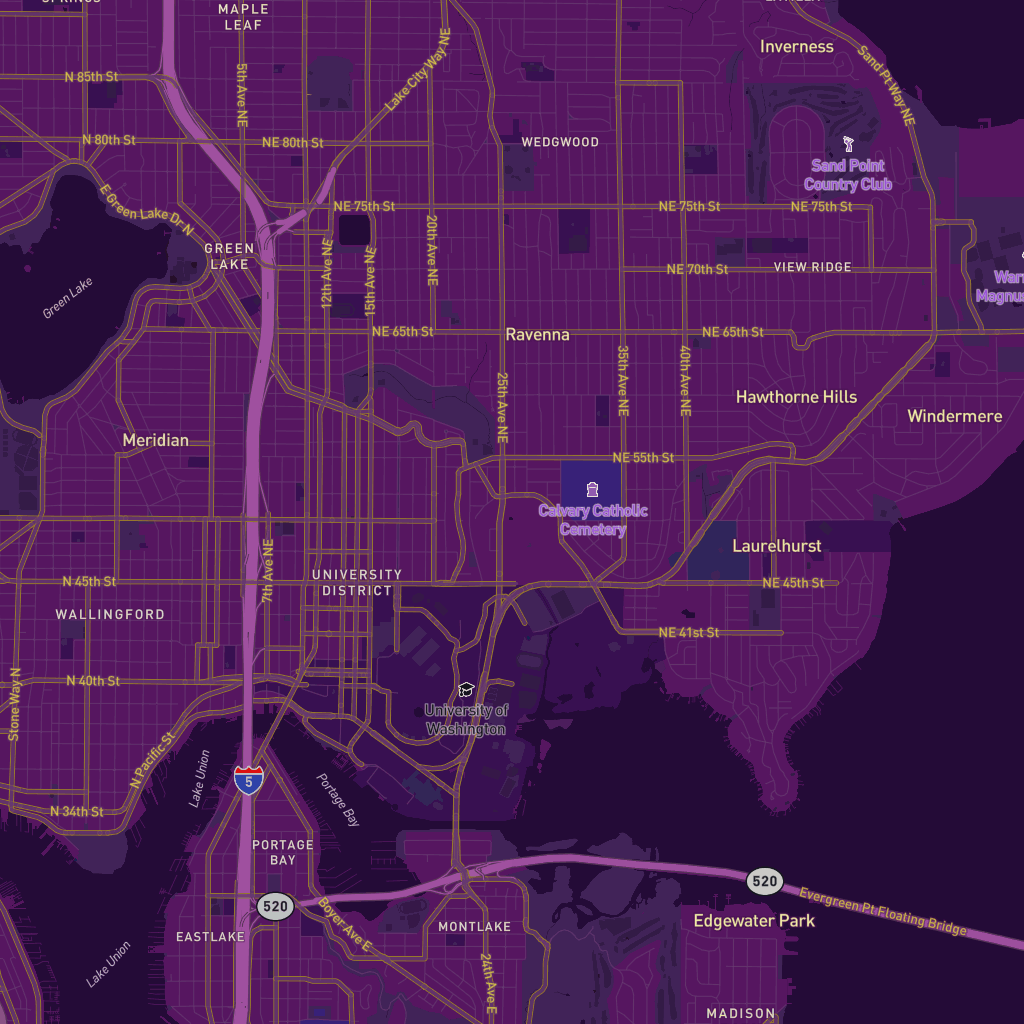 MAPLE
LEAF
Inverness
Sand Pt Way NE
5th Ave NE
Lake City Way NE
N 85th St
N 80th St
NE 80th St
WEDGWOOD
Sand Point
Country Club
E Green Lake Dr N
NE 75th St
NE 75th St
NE 75th St
GREEN
LAKE
12th Ave NE
15th Ave NE
20th Ave NE
NE 70th St
VIEW RIDGE
Green Lake
NE 65th St
Ravenna
NE 65th St
25th Ave NE
35th Ave NE
40th Ave NE
Hawthorne Hills
Windermere
Meridian
NE 55th St
Calvary Catholic
Cemetery
Laurelhurst
7th Ave NE
N 45th St
UNIVERSITY
DISTRICT
NE 45th St
WALLINGFORD
NE 41st St
Stone Way N
N 40th St
University of
Washington
N Pacific St
Lake Union
5
Portage Bay
N 34th St
PORTAGE
BAY
520
520
Evergreen Pt Floating Bridge
Boyer Ave E
EASTLAKE
MONTLAKE
Edgewater Park
Lake Union
24th Ave E
MADISON